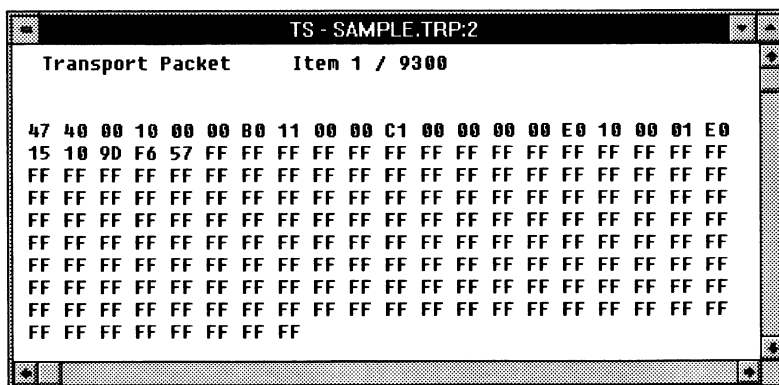 TS - SAMPLE.TRP:2
Transport Packet Item 1 / 9300
47 40 00 10 00 00 B0 11 00 00 C1 00 00 00 00 E0 10 00 01 E0
15 10 9D F6 57 FF FF FF FF FF FF FF FF FF FF FF FF FF FF FF
FF FF FF FF FF FF FF FF FF FF FF FF FF FF FF FF FF FF FF FF
FF FF FF FF FF FF FF FF FF FF FF FF FF FF FF FF FF FF FF FF
FF FF FF FF FF FF FF FF FF FF FF FF FF FF FF FF FF FF FF FF
FF FF FF FF FF FF FF FF FF FF FF FF FF FF FF FF FF FF FF FF
FF FF FF FF FF FF FF FF FF FF FF FF FF FF FF FF FF FF FF FF
FF FF FF FF FF FF FF FF FF FF FF FF FF FF FF FF FF FF FF FF
FF FF FF FF FF FF FF FF FF FF FF FF FF FF FF FF FF FF FF FF
FF FF FF FF FF FF FF FF